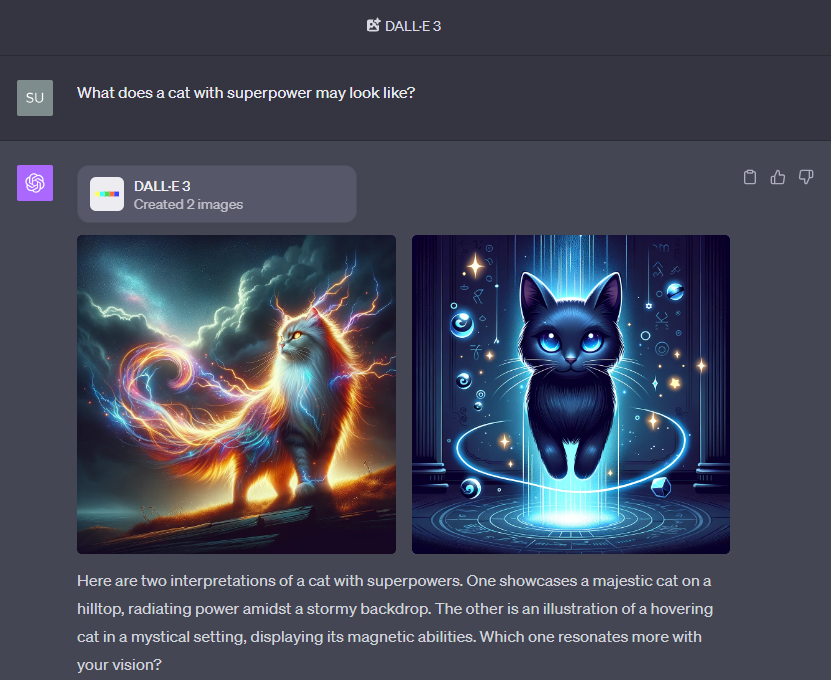 DALL·E 3
SU
What does a cat with superpower may look like?
DALL·E 3
Created 2 images
Here are two interpretations of a cat with superpowers. One showcases a majestic cat on a
hilltop, radiating power amidst a stormy backdrop. The other is an illustration of a hovering
cat in a mystical setting, displaying its magnetic abilities. Which one resonates more with
your vision?